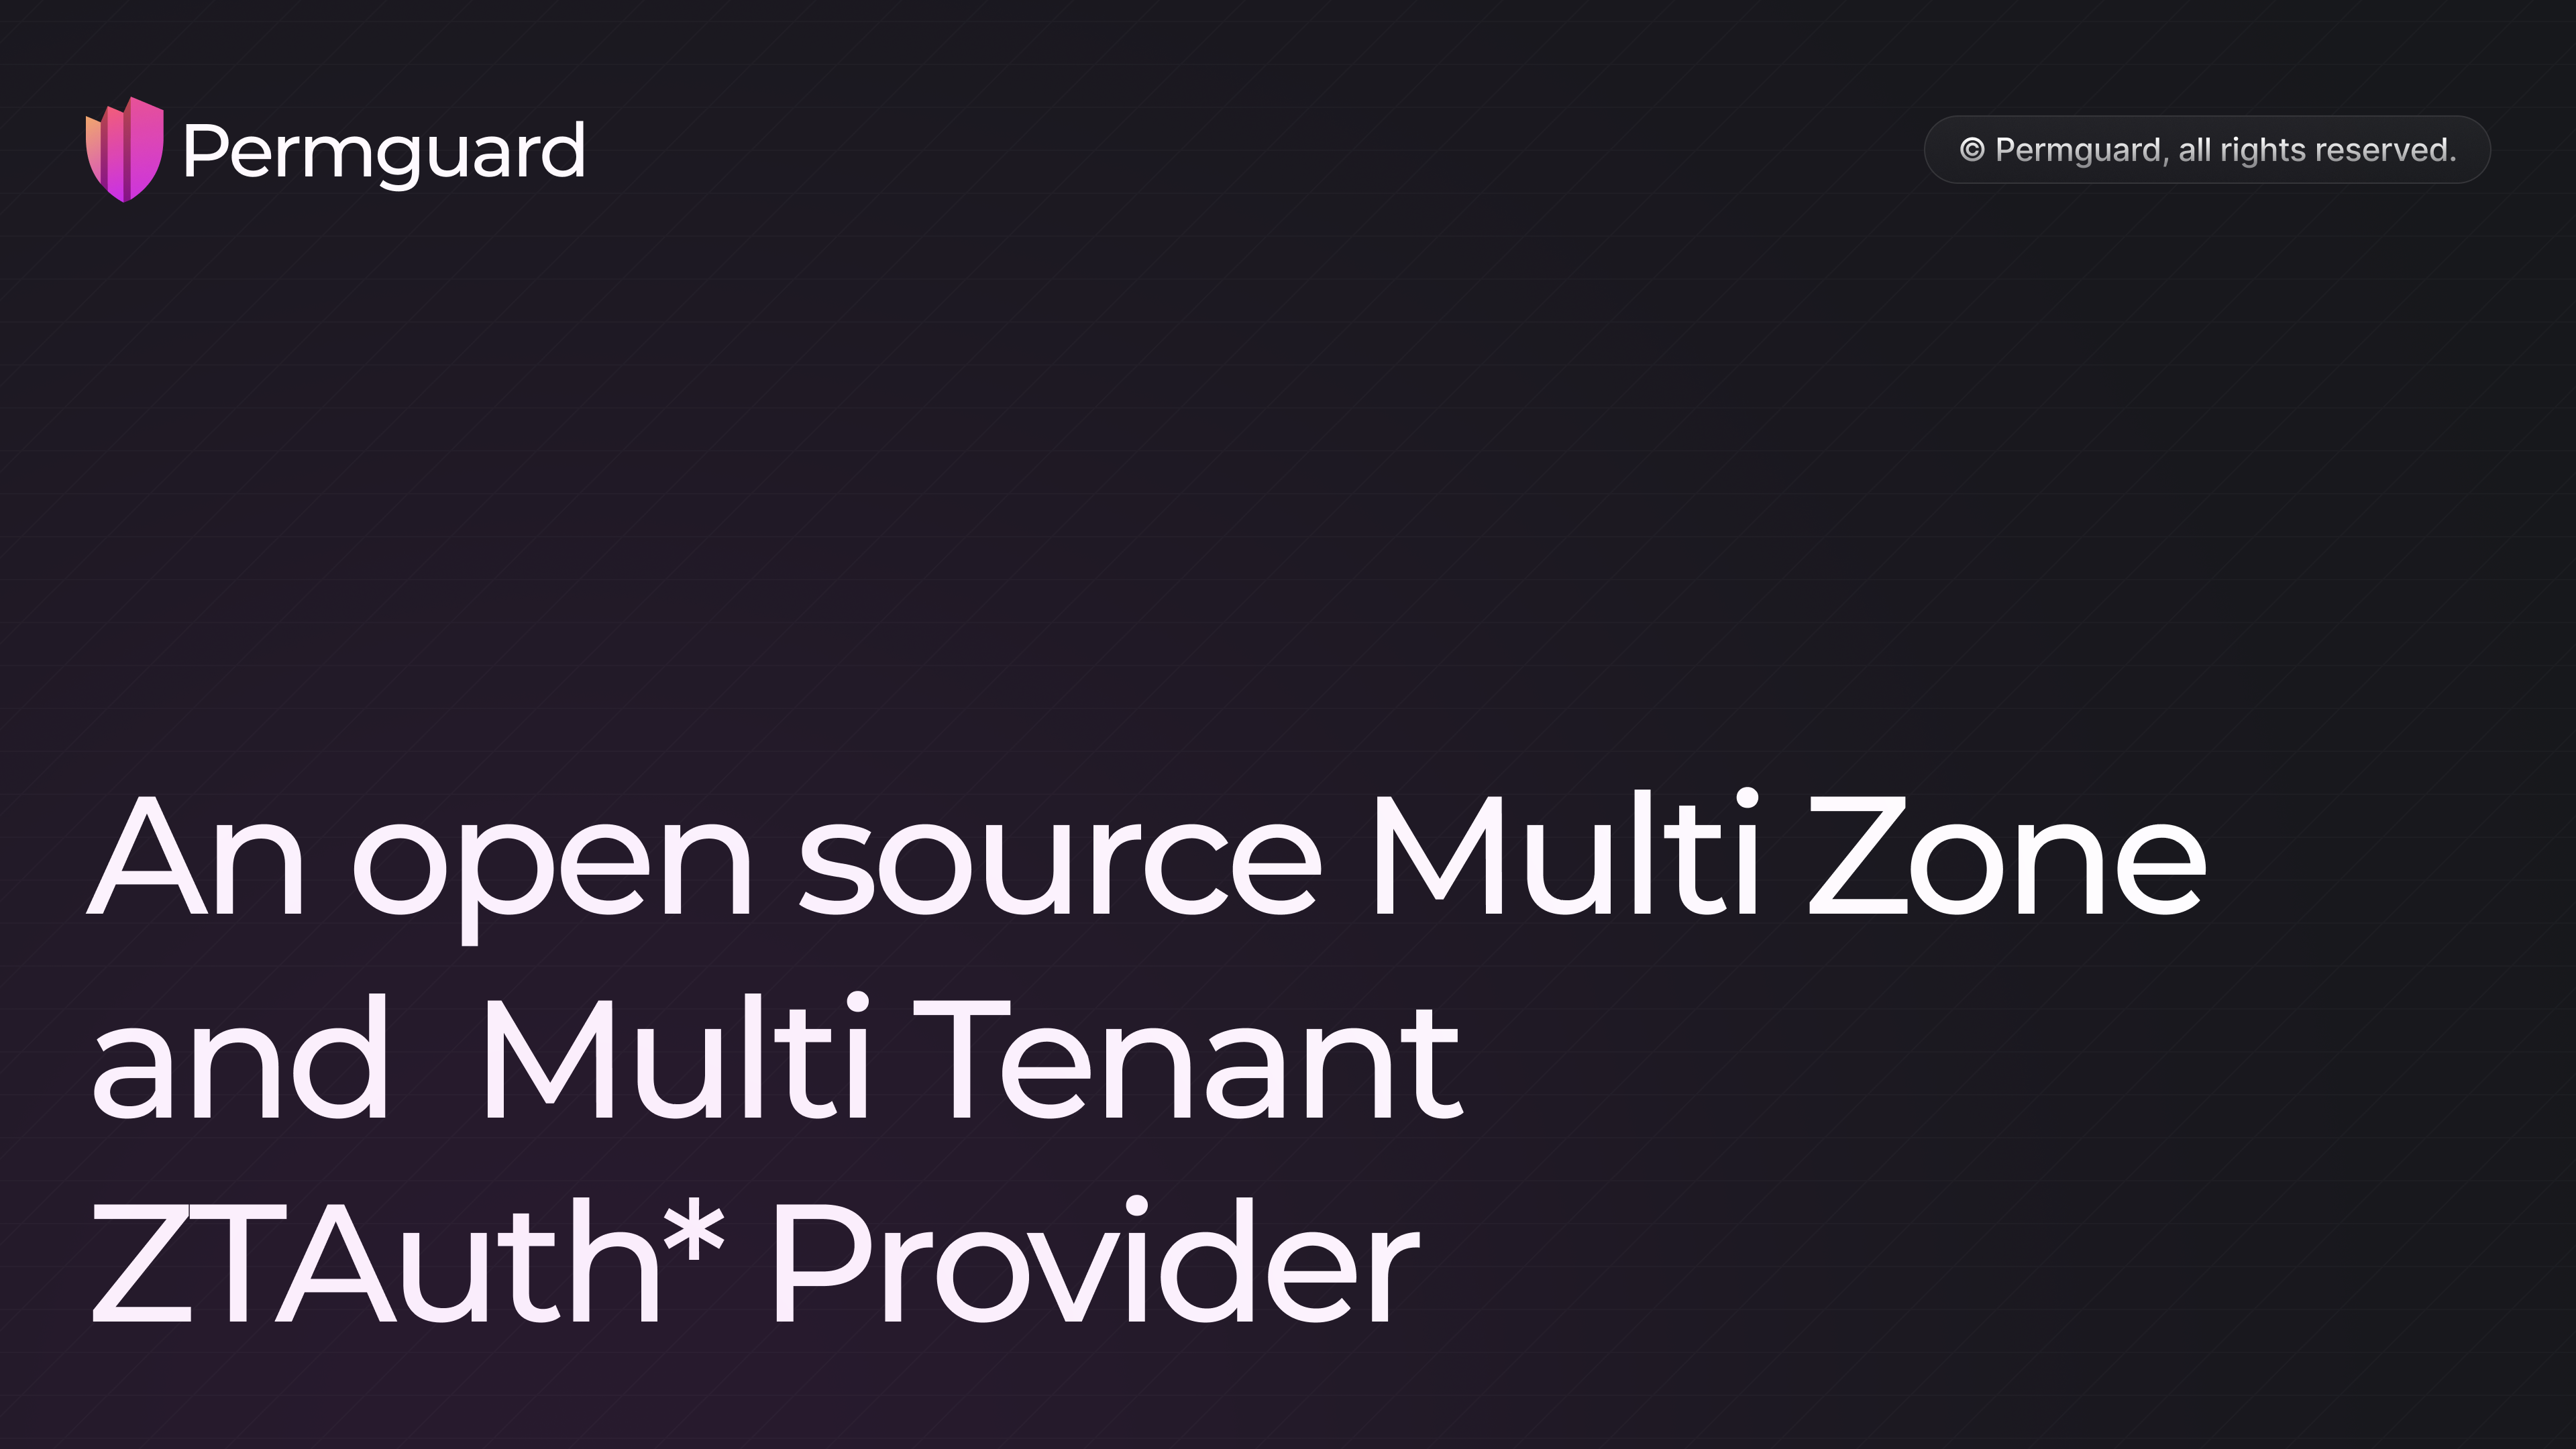 Permguard
© Permguard, all rights reserved.
An open source Multi Zone
and  Multi Tenant
ZTAuth* Provider